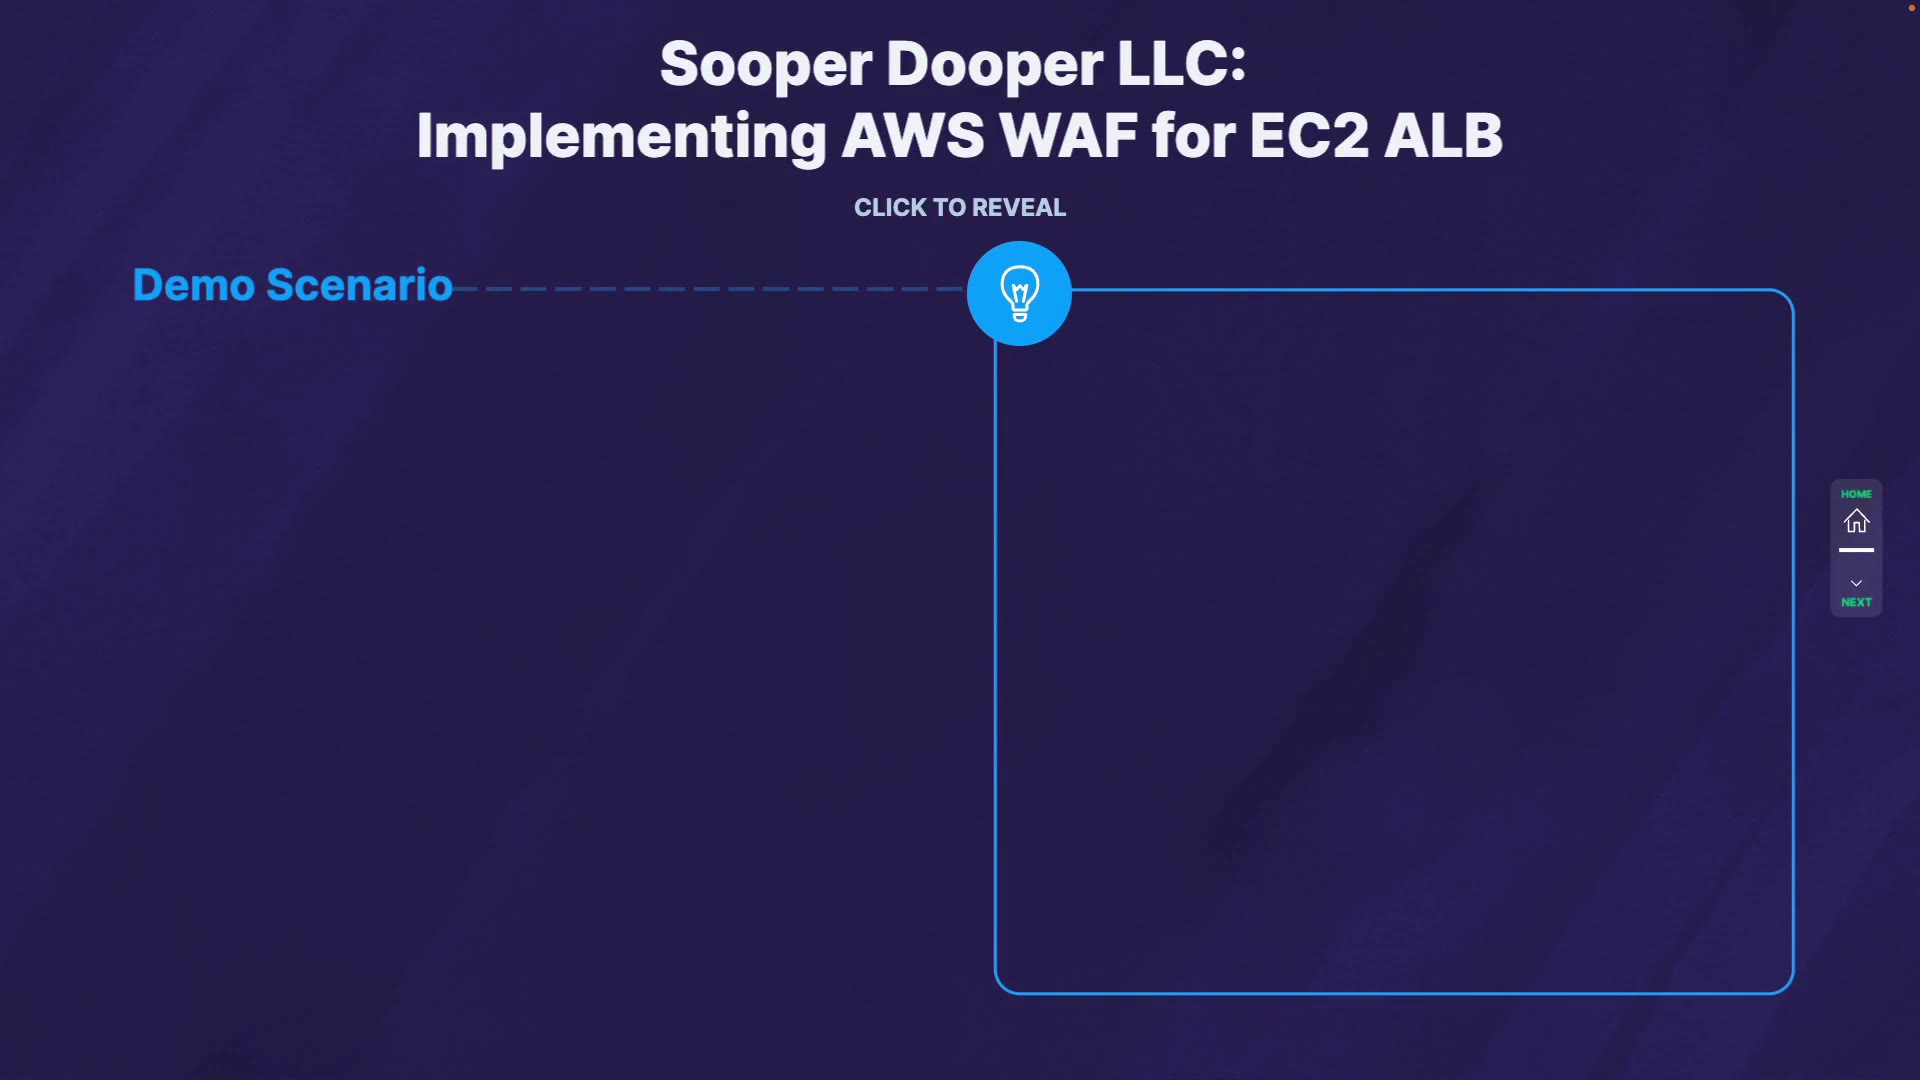 Sooper Dooper LLC:
Implementing AWS WAF for EC2 ALB
CLICK TO REVEAL
Demo Scenario
HOME
NEXT